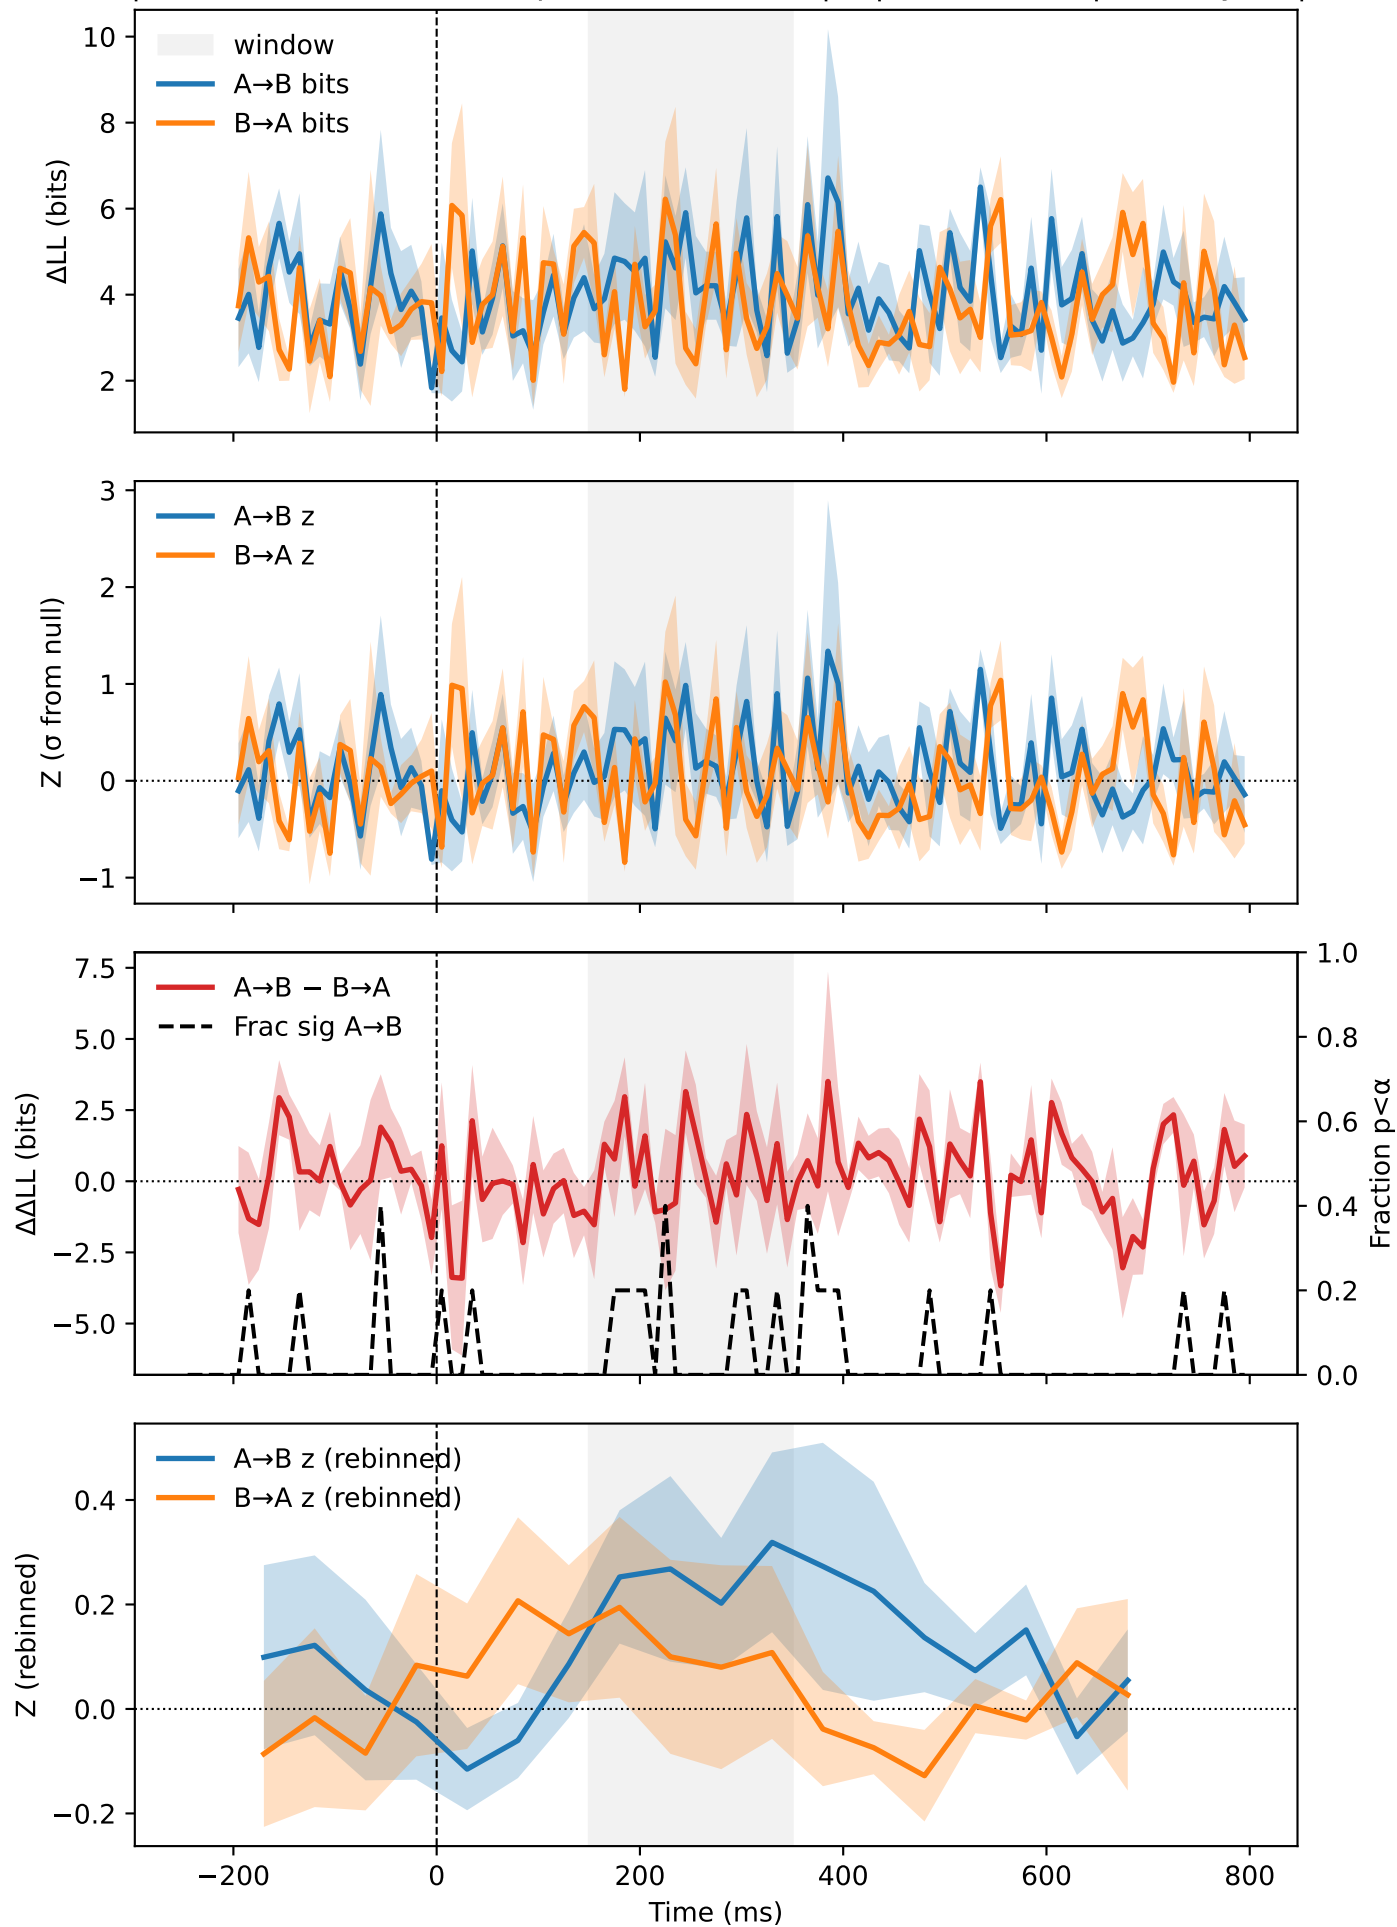 10
8
6
4
2
ΔLL (bits)
window
A→B bits
B→A bits
3
2
1
0
−1
Z (σ from null)
A→B z
B→A z
7.5
5.0
2.5
0.0
−2.5
−5.0
ΔΔLL (bits)
A→B − B→A
Frac sig A→B
1.0
0.8
0.6
0.4
0.2
0.0
Fraction p<α
0.4
0.2
0.0
−0.2
Z (rebinned)
A→B z (rebinned)
B→A z (rebinned)
−200 0 200 400 600 800
Time (ms)